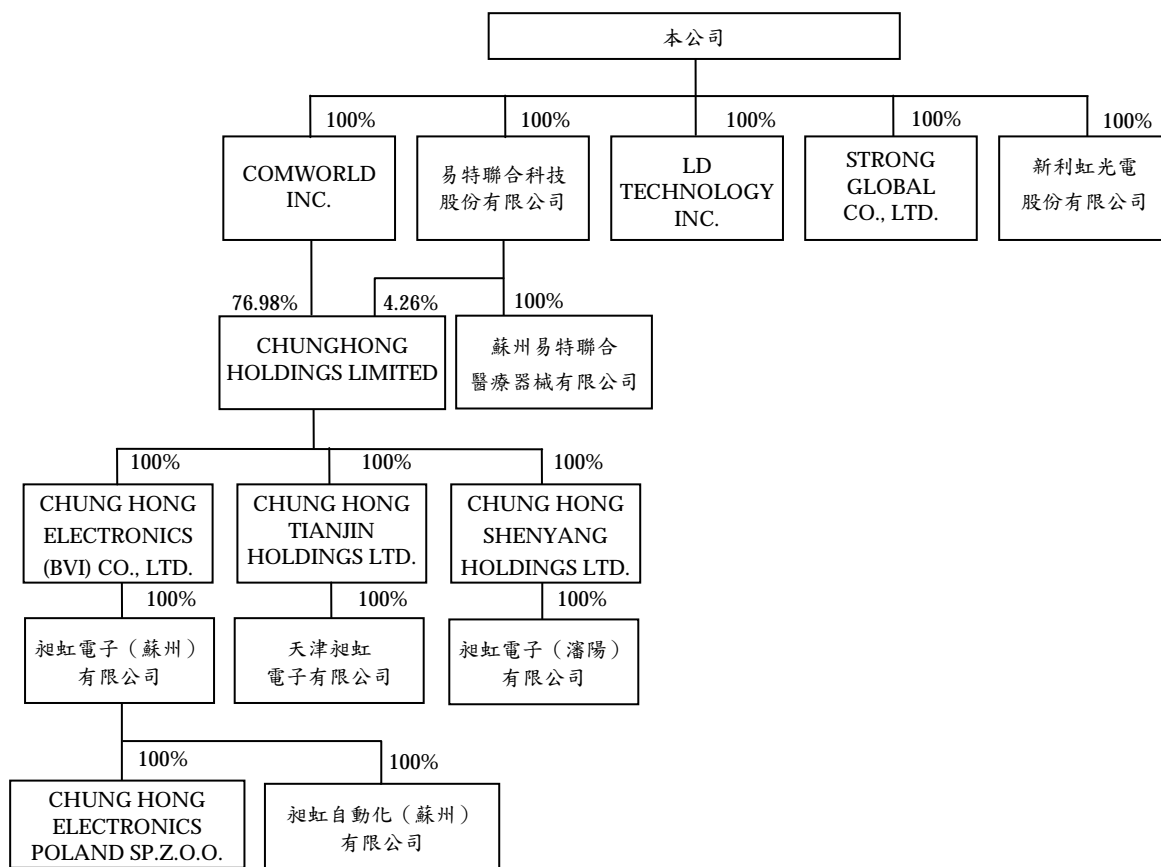 本公司
100%
100%
100%
100%
100%
COMWORLD
INC.
易特聯合科技
股份有限公司
LD
TECHNOLOGY
INC.
STRONG
GLOBAL
CO., LTD.
新利虹光電
股份有限公司
76.98%
4.26%
100%
CHUNGHONG
HOLDINGS LIMITED
蘇州易特聯合
醫療器械有限公司
100%
100%
100%
CHUNG HONG
ELECTRONICS
(BVI) CO., LTD.
CHUNG HONG
TIANJIN
HOLDINGS LTD.
CHUNG HONG
SHENYANG
HOLDINGS LTD.
100%
100%
100%
昶虹電子（蘇州）
有限公司
天津昶虹
電子有限公司
昶虹電子（瀋陽）
有限公司
100%
100%
CHUNG HONG
ELECTRONICS
POLAND SP.Z.O.O.
昶虹自動化（蘇州）
有限公司